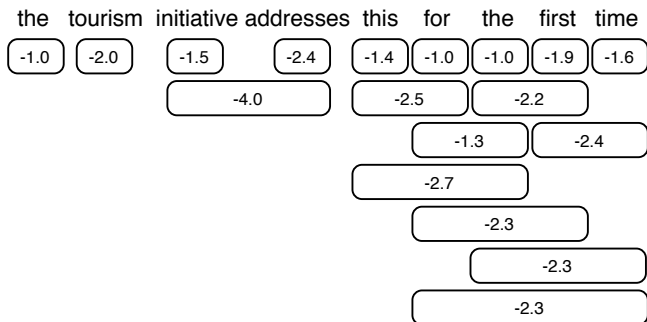 the tourism initiative addresses this for the first time
-1.0 -2.0 -1.5 -2.4 -1.4 -1.0 -1.0 -1.9 -1.6
-4.0 -2.5 -2.2
-1.3 -2.4
-2.7
-2.3
-2.3
-2.3